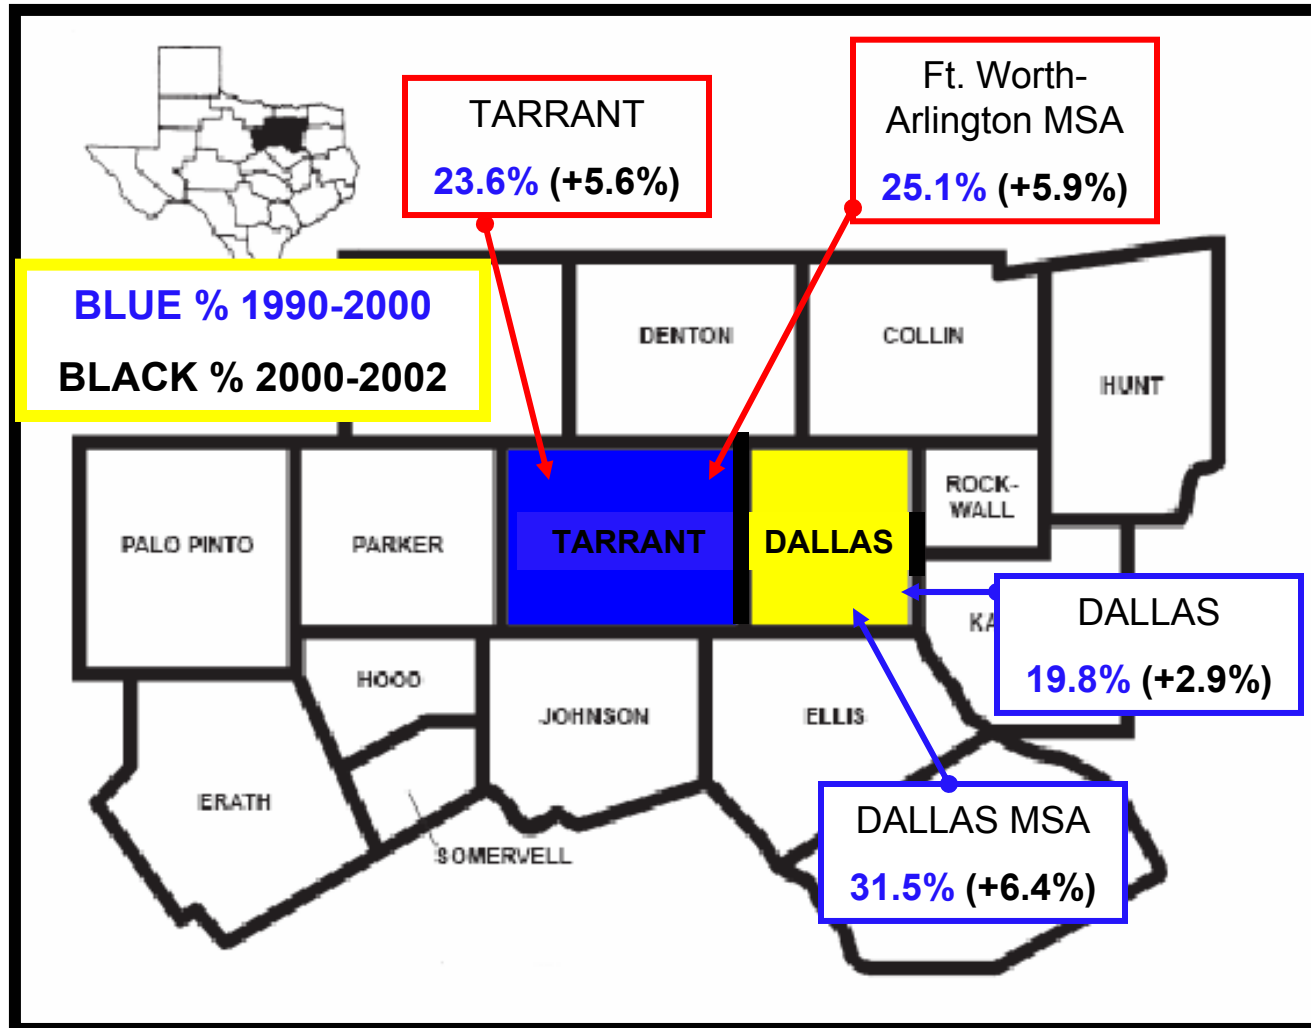 TARRANT
23.6% (+5.6%)
Ft. Worth-
Arlington MSA
25.1% (+5.9%)
BLUE % 1990-2000
BLACK % 2000-2002
DENTON
COLLIN
HUNT
PALO PINTO
PARKER
TARRANT
DALLAS
ROCK-
WALL
KA
DALLAS
19.8% (+2.9%)
HOOD
JOHNSON
ELLIS
ERATH
SOMERVELL
DALLAS MSA
31.5% (+6.4%)